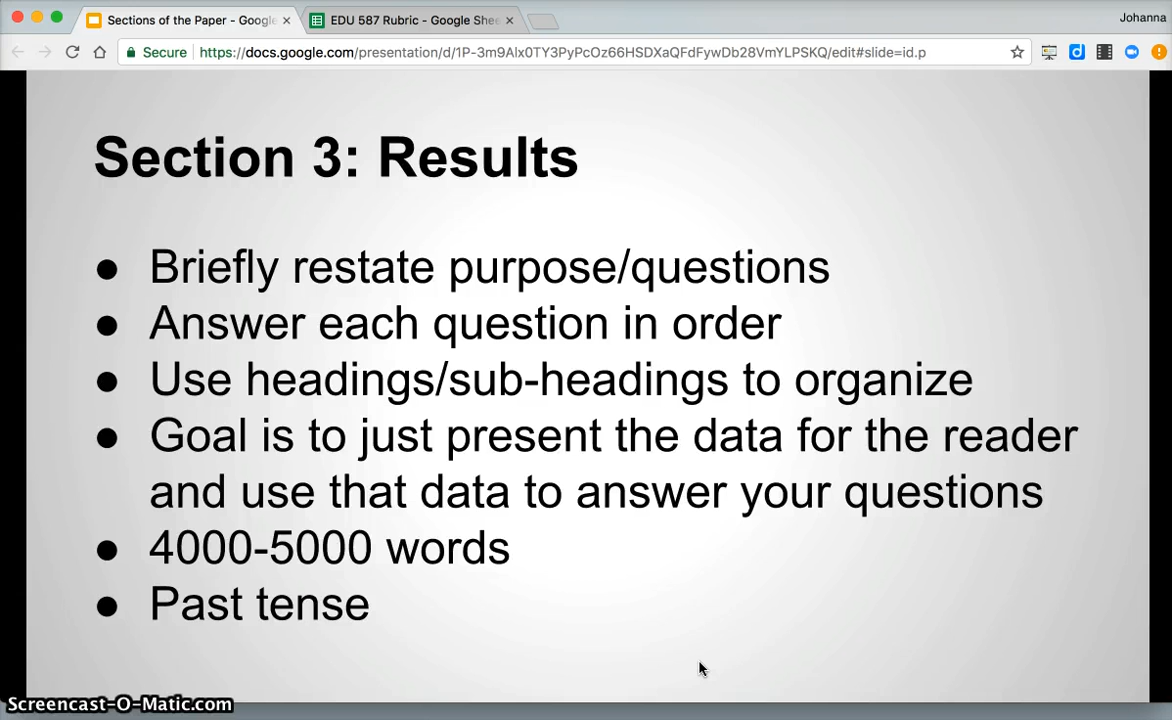 Sections of the Paper - Google
EDU 587 Rubric - Google Shee
Johanna
Secure
https://docs.google.com/presentation/d/1P-3m9Alx0TY3PyPcOz66HSDXaQFdFywDb28VmYLPSKQ/edit#slide=id.p
Section 3: Results
● Briefly restate purpose/questions
● Answer each question in order
● Use headings/sub-headings to organize
● Goal is to just present the data for the reader
and use that data to answer your questions
● 4000-5000 words
● Past tense
Screencast-O-Matic.com